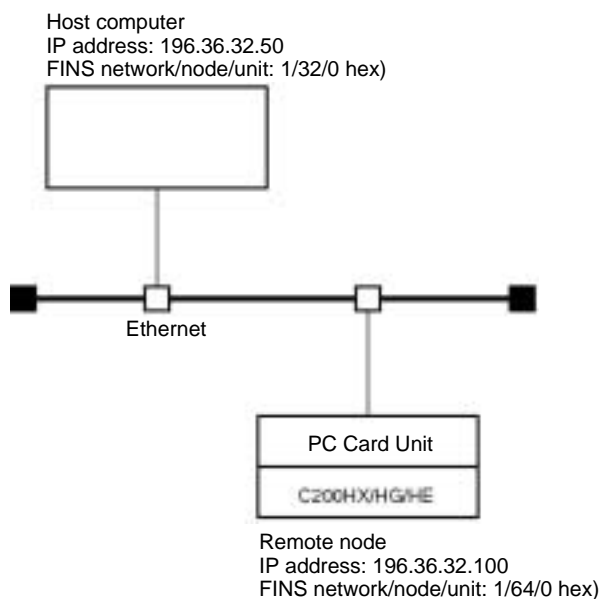 Host computer
IP address: 196.36.32.50
FINS network/node/unit: 1/32/0 hex)
Ethernet
PC Card Unit
C200HX/HG/HE
Remote node
IP address: 196.36.32.100
FINS network/node/unit: 1/64/0 hex)